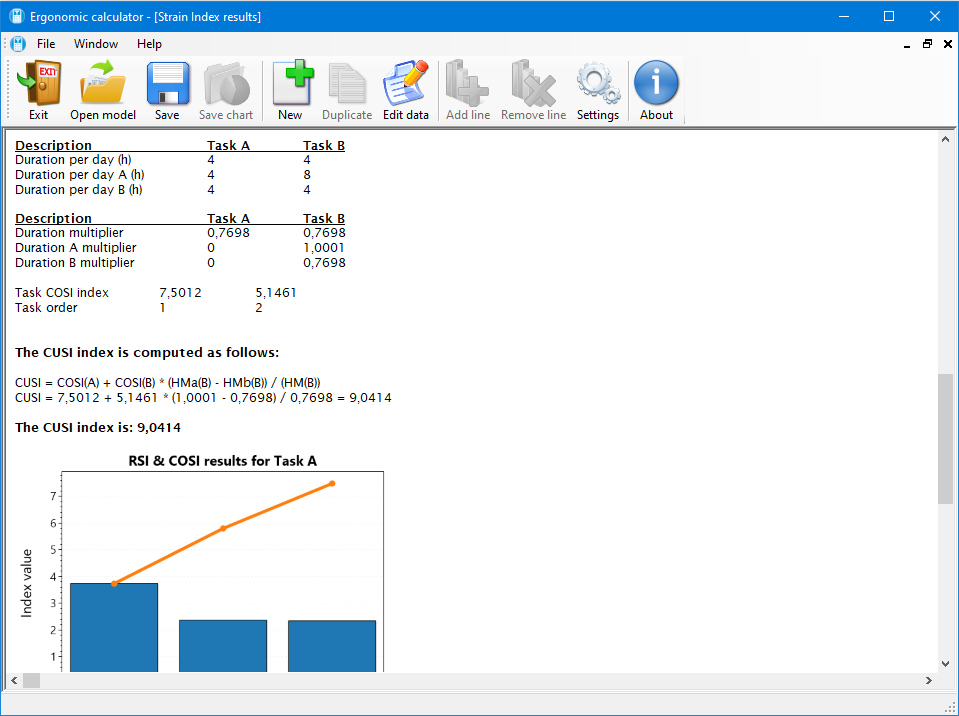 Ergonomic calculator - [Strain Index results]
File Window Help
EXIT
Exit Open model Save Save chart New Duplicate Edit data Add line Remove line Settings About
Description Task A Task B
Duration per day (h) 4 4
Duration per day A (h) 4 8
Duration per day B (h) 4 4
Description Task A Task B
Duration multiplier 0,7698 0,7698
Duration A multiplier 0 1,0001
Duration B multiplier 0 0,7698
Task COSI index 7,5012 5,1461
Task order 1 2
The CUSI index is computed as follows:
CUSI = COSI(A) + COSI(B) * (HMa(B) - HMb(B)) / (HM(B))
CUSI = 7,5012 + 5,1461 * (1,0001 - 0,7698) / 0,7698 = 9,0414
The CUSI index is: 9,0414
RSI & COSI results for Task A
Index value
7
6
5
4
3
2
1